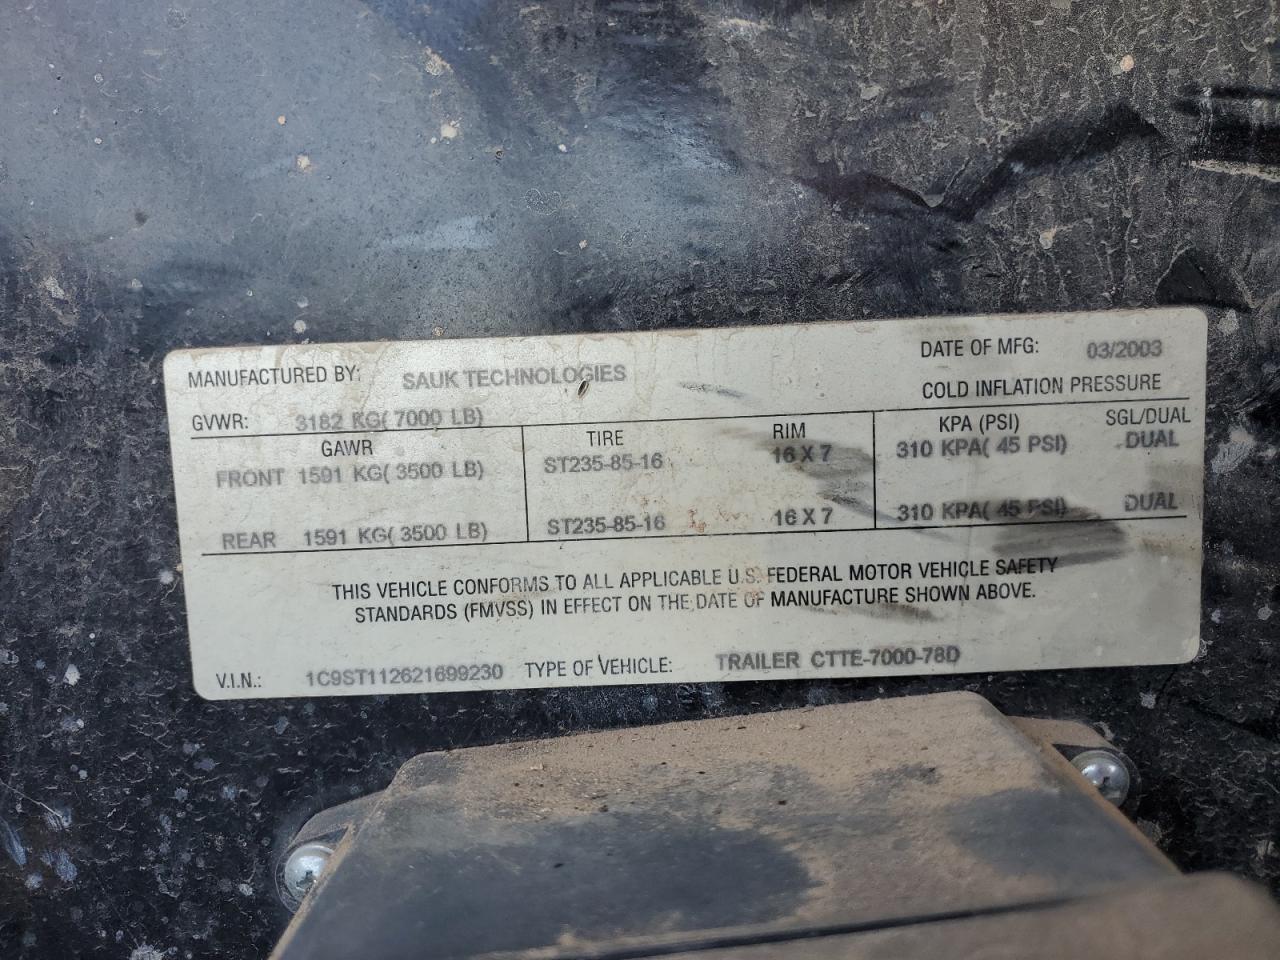 MANUFACTURED BY: SAUK TECHNOLOGIES DATE OF MFG: 03/2003
GVWR: 3182 KG( 7000 LB) COLD INFLATION PRESSURE
GAWR TIRE RIM KPA (PSI) SGL/DUAL
FRONT 1591 KG( 3500 LB) ST235-85-16 16 X 7 310 KPA( 45 PSI) DUAL
REAR 1591 KG( 3500 LB) ST235-85-16 16 X 7 310 KPA( 45 PSI) DUAL
THIS VEHICLE CONFORMS TO ALL APPLICABLE U.S. FEDERAL MOTOR VEHICLE SAFETY
STANDARDS (FMVSS) IN EFFECT ON THE DATE OF MANUFACTURE SHOWN ABOVE.
V.I.N.: 1C9ST112621699230 TYPE OF VEHICLE: TRAILER CTTE-7000-78D